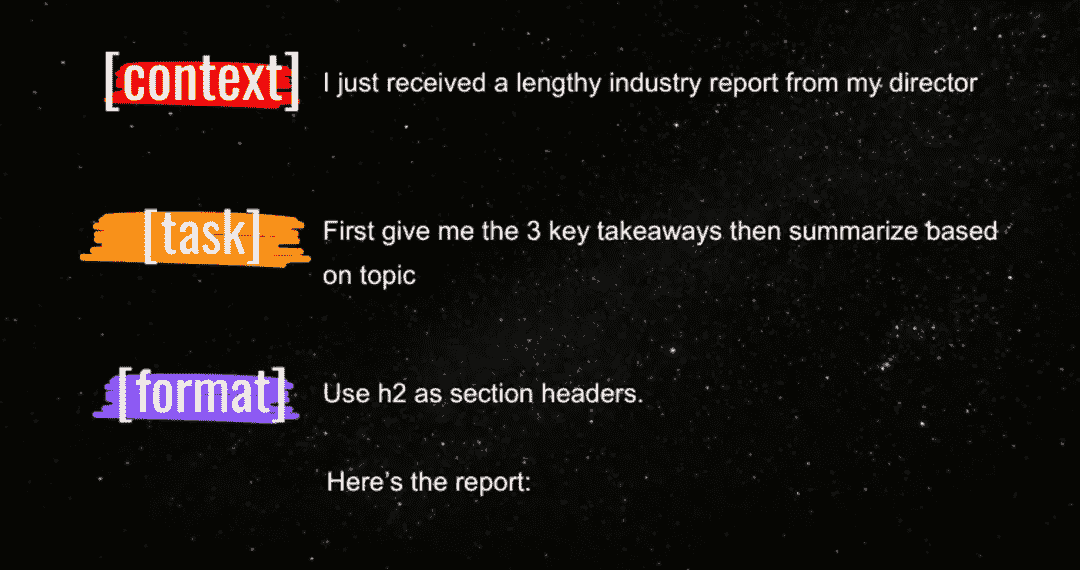 [context] I just received a lengthy industry report from my director
[task] First give me the 3 key takeaways then summarize based
on topic
[format] Use h2 as section headers.
Here's the report: